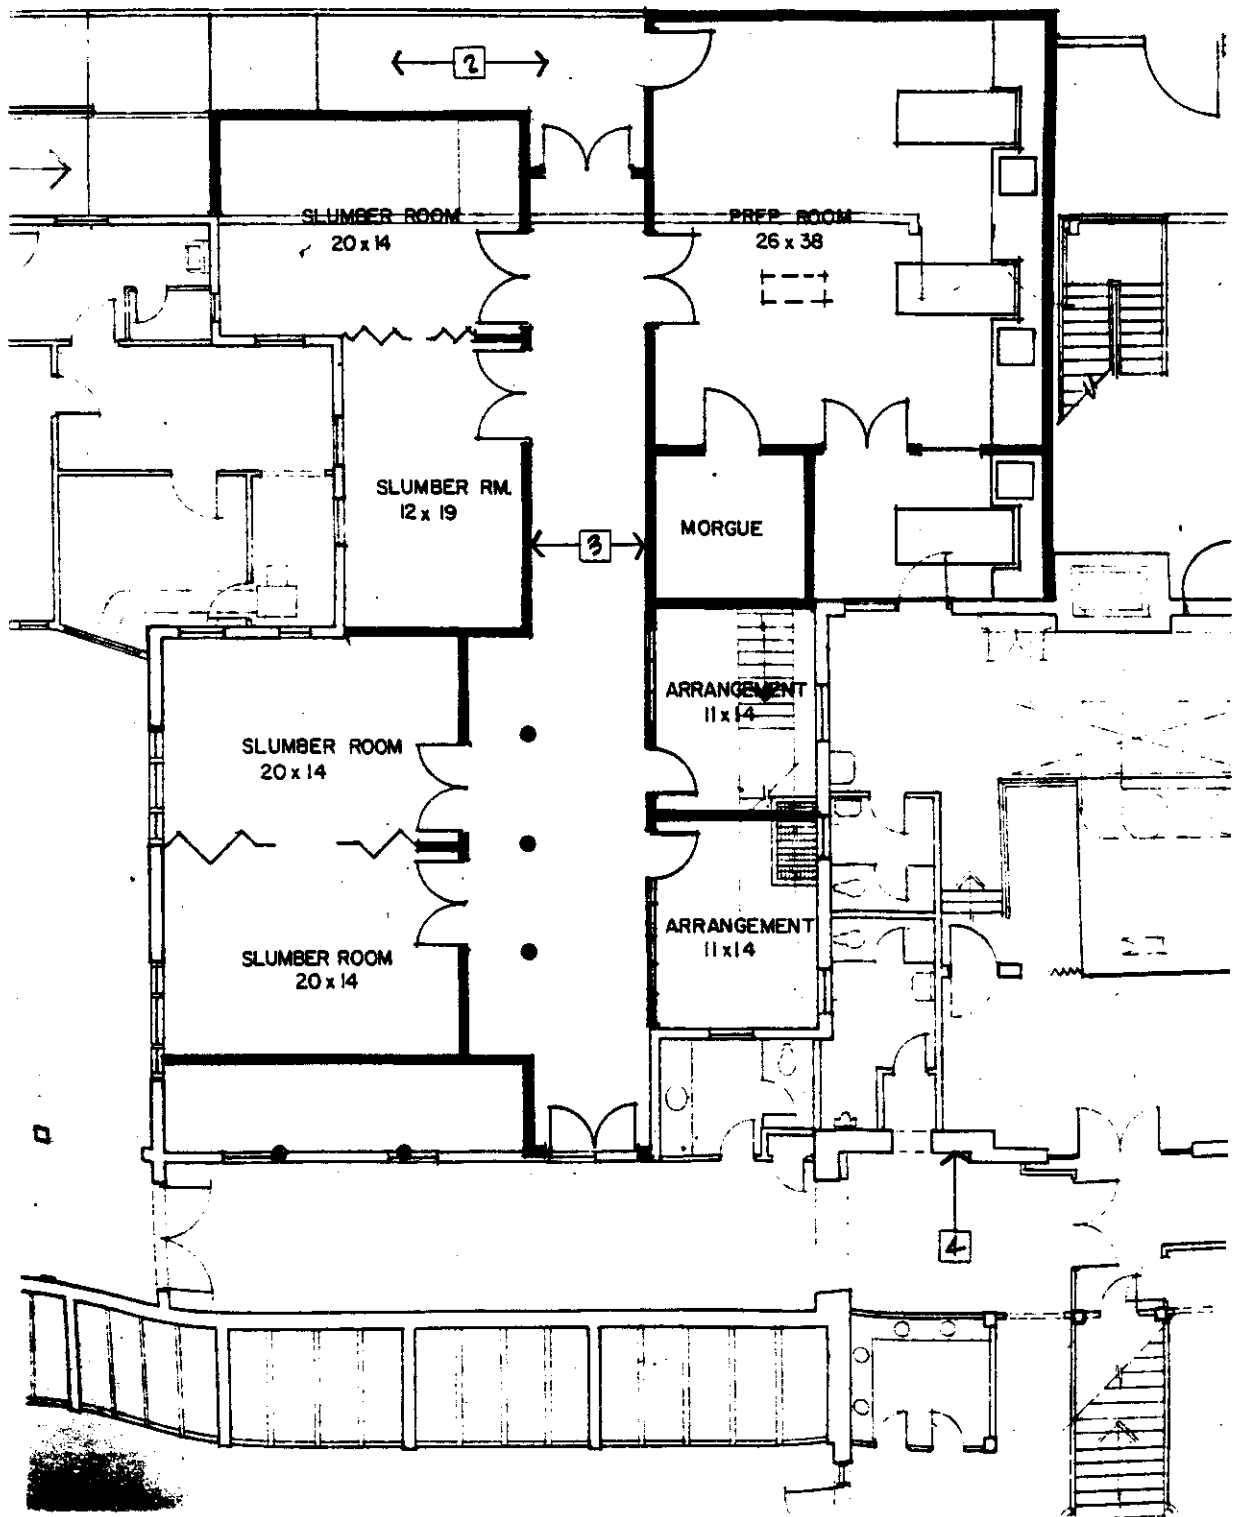 2
SLUMBER ROOM
20 x 14
PREP ROOM
26 x 38
SLUMBER RM.
12 x 19
3
MORGUE
ARRANGEMENT
11 x 14
SLUMBER ROOM
20 x 14
ARRANGEMENT
11 x 14
SLUMBER ROOM
20 x 14
4